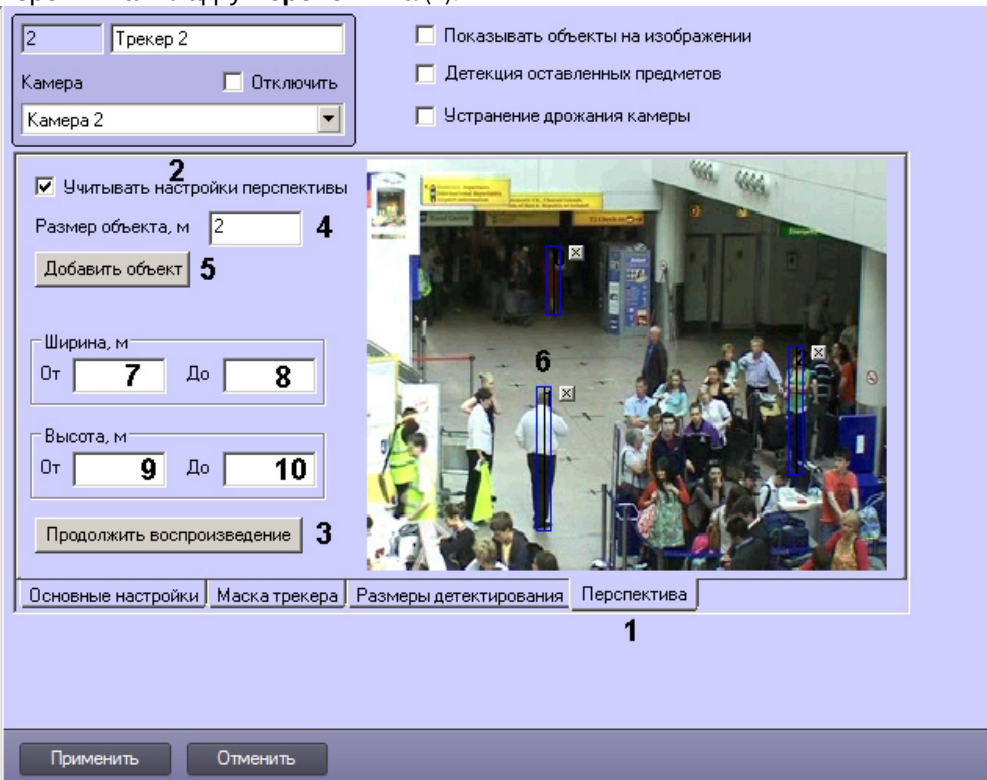 2 Трекер 2
Камера Отключить
Камера 2
Показывать объекты на изображении
Детекция оставленных предметов
Устранение дрожания камеры
2
Учитывать настройки перспективы
Размер объекта, м 2 4
Добавить объект 5
Ширина, м
От 7 До 8
Высота, м
От 9 До 10
Продолжить воспроизведение 3
6
Основные настройки Маска трекера Размеры детектирования Перспектива
1
Применить Отменить